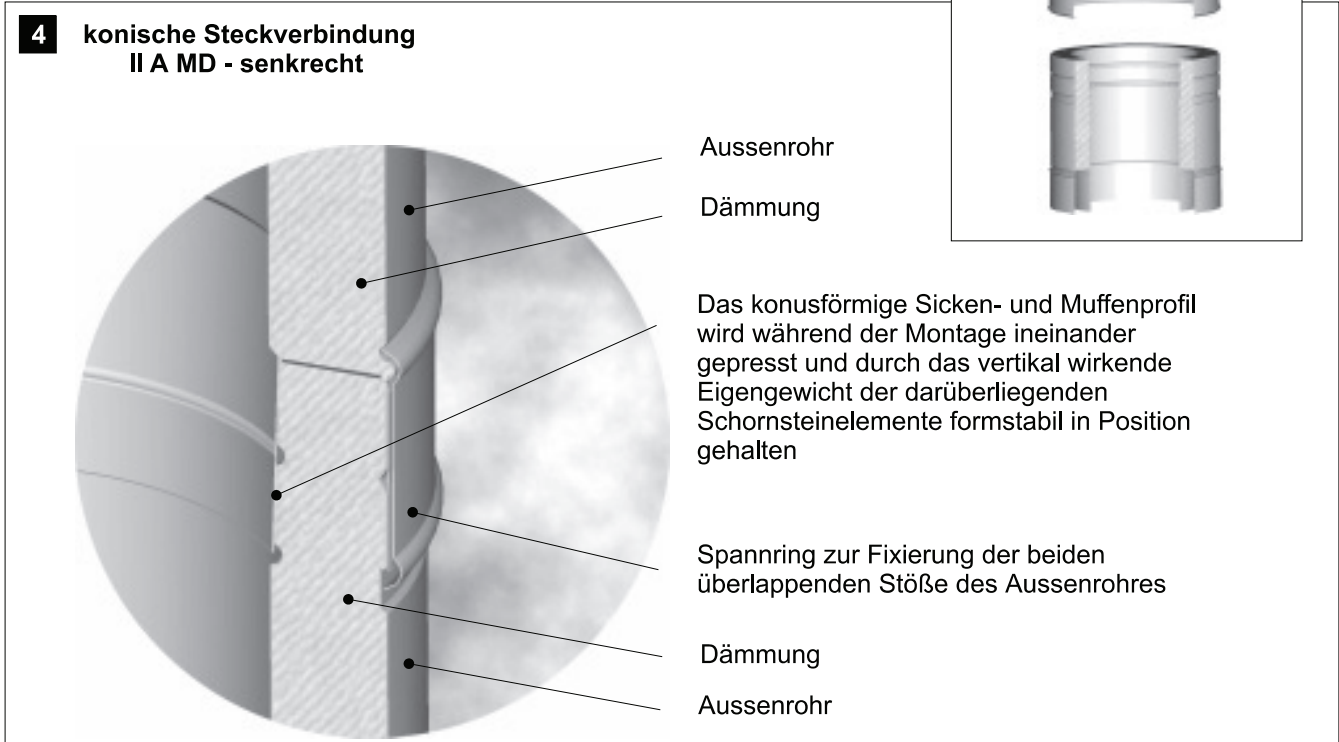 4 konische Steckverbindung
II A MD - senkrecht
Aussenrohr
Dämmung
Das konusförmige Sicken- und Muffenprofil
wird während der Montage ineinander
gepresst und durch das vertikal wirkende
Eigengewicht der darüberliegenden
Schornsteinelemente formstabil in Position
gehalten
Spannring zur Fixierung der beiden
überlappenden Stöße des Aussenrohres
Dämmung
Aussenrohr